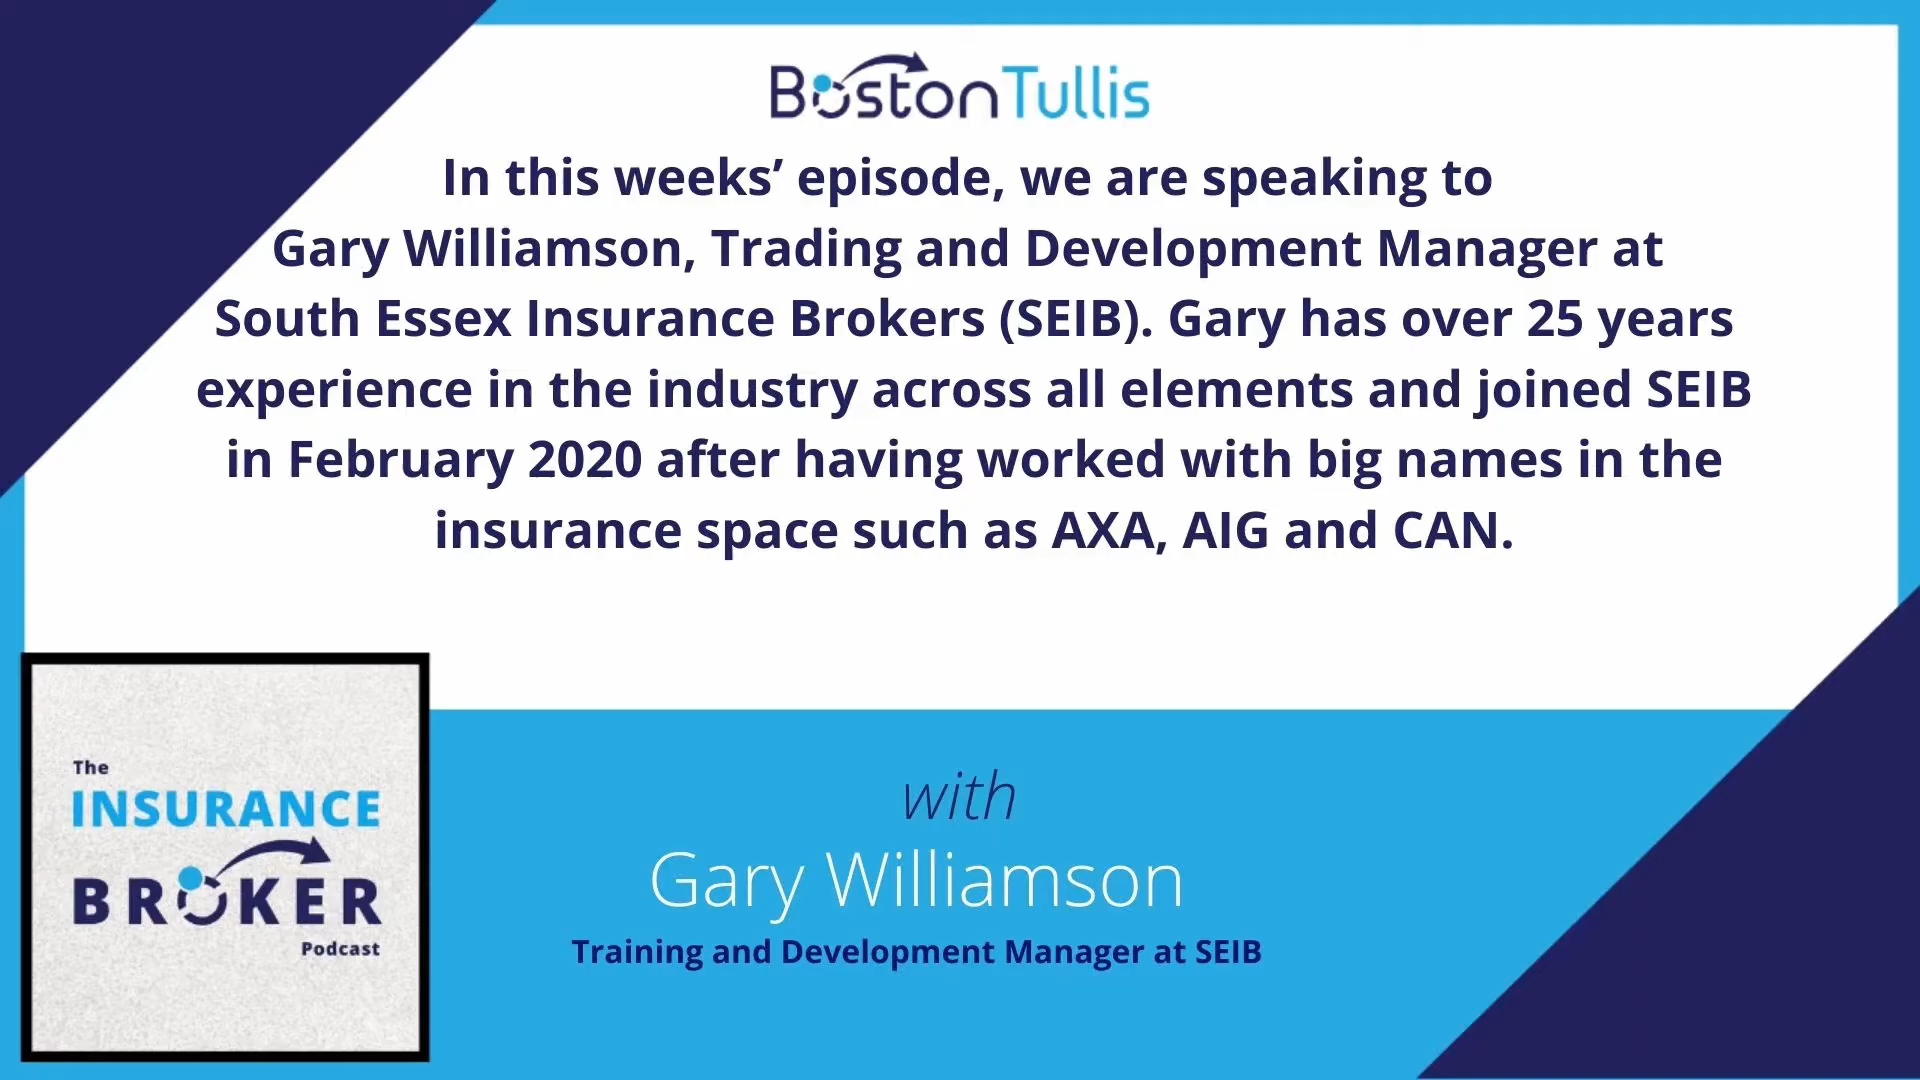 BostonTullis
In this weeks’ episode, we are speaking to
Gary Williamson, Trading and Development Manager at
South Essex Insurance Brokers (SEIB). Gary has over 25 years
experience in the industry across all elements and joined SEIB
in February 2020 after having worked with big names in the
insurance space such as AXA, AIG and CAN.
The
INSURANCE
BROKER
Podcast
with
Gary Williamson
Training and Development Manager at SEIB